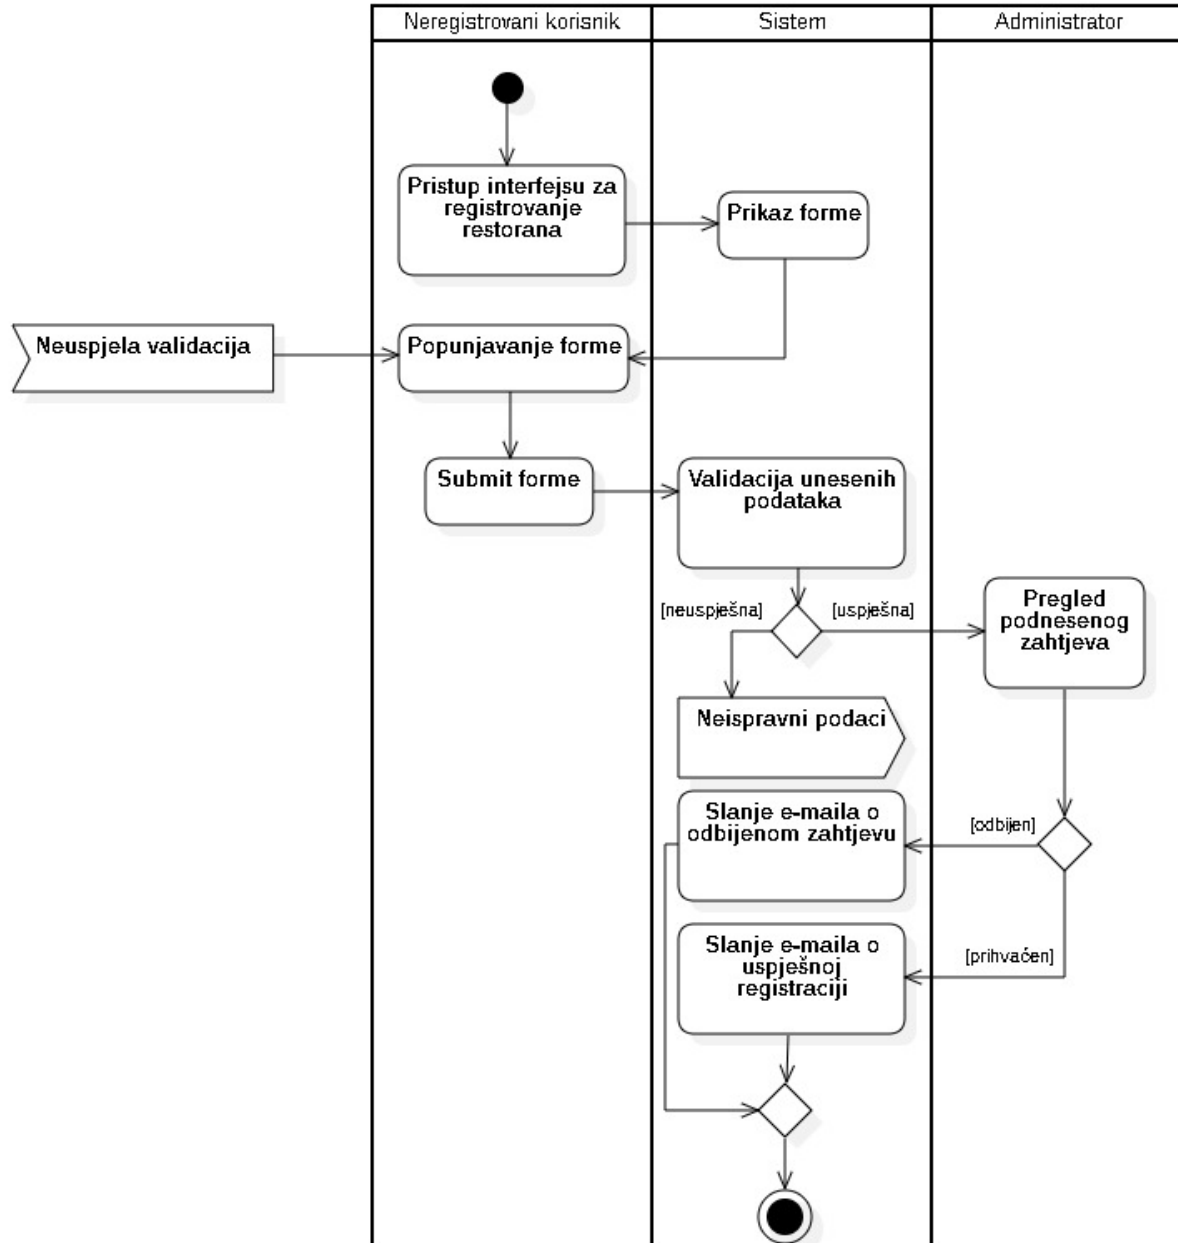 Neregistrovani korisnik
Sistem
Administrator
Pristup interfejsu za
registrovanje
restorana
Prikaz forme
Neuspjela validacija
Popunjavanje forme
Submit forme
Validacija unesenih
podataka
[neuspješna]
[uspješna]
Pregled
podnesenog
zahtjeva
Neispravni podaci
Slanje e-maila o
odbijenom zahtjevu
[odbijen]
Slanje e-maila o
uspješnoj
registraciji
[prihvaćen]